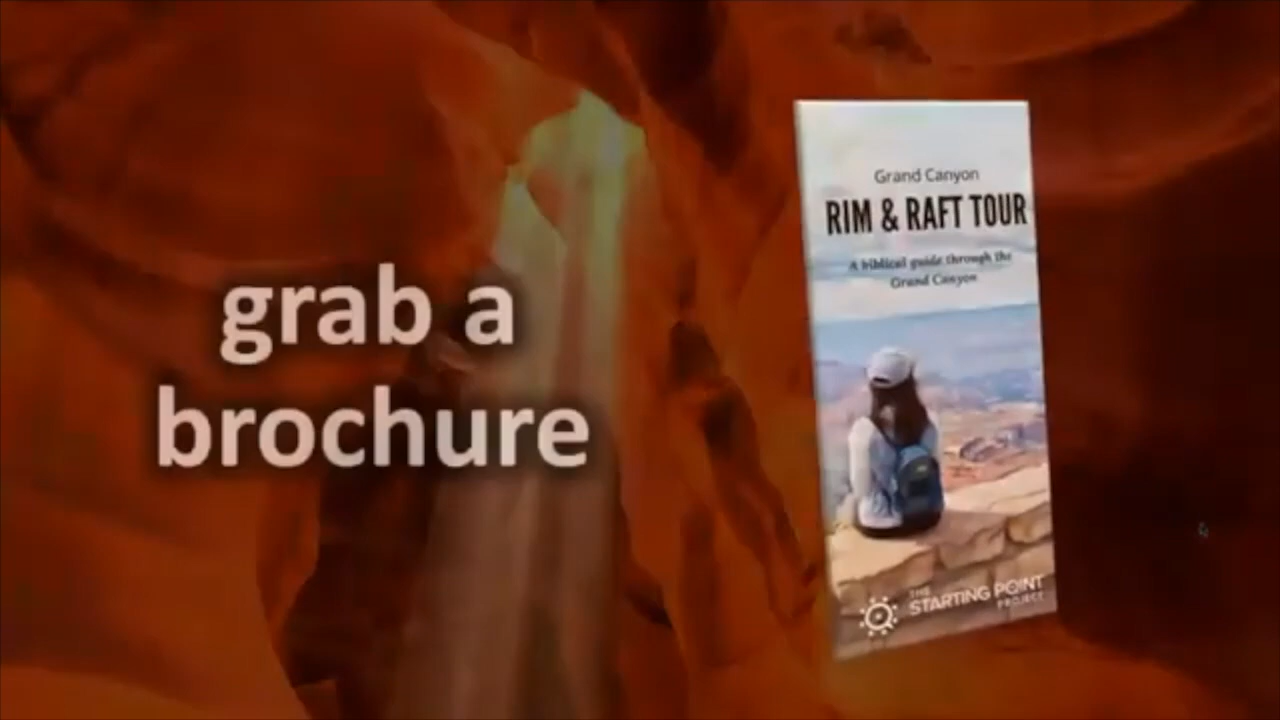 grab a
brochure
Grand Canyon
RIM & RAFT TOUR
A biblical guide through the
Grand Canyon
THE
STARTING POINT
PROJECT